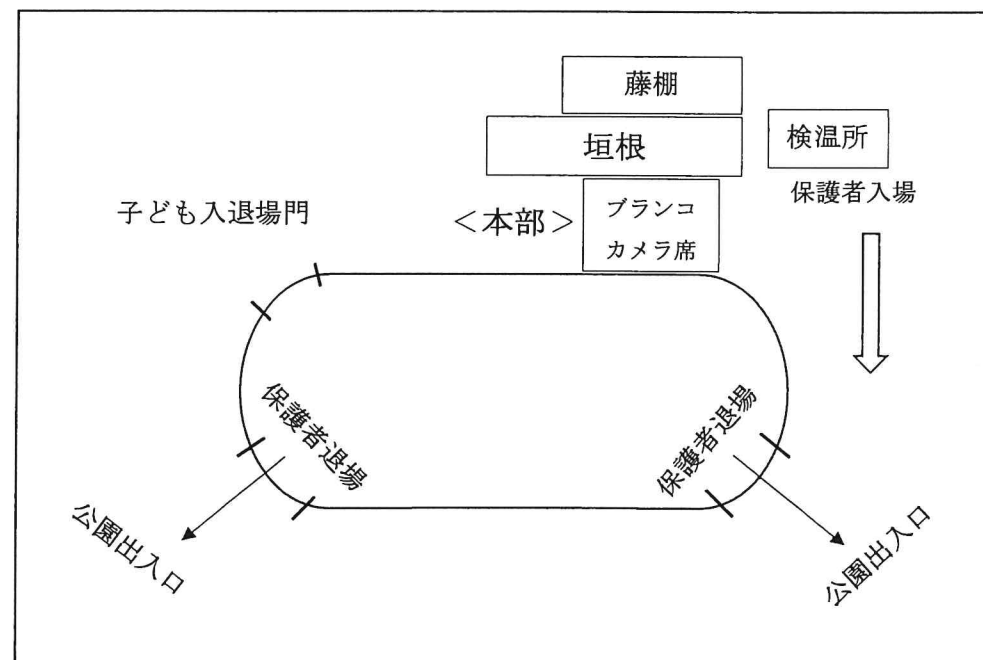 藤棚
垣根
検温所
保護者入場
子ども入退場門
＜本部＞
ブランコ
カメラ席
保護者退場
保護者退場
公園出入口
公園出入口